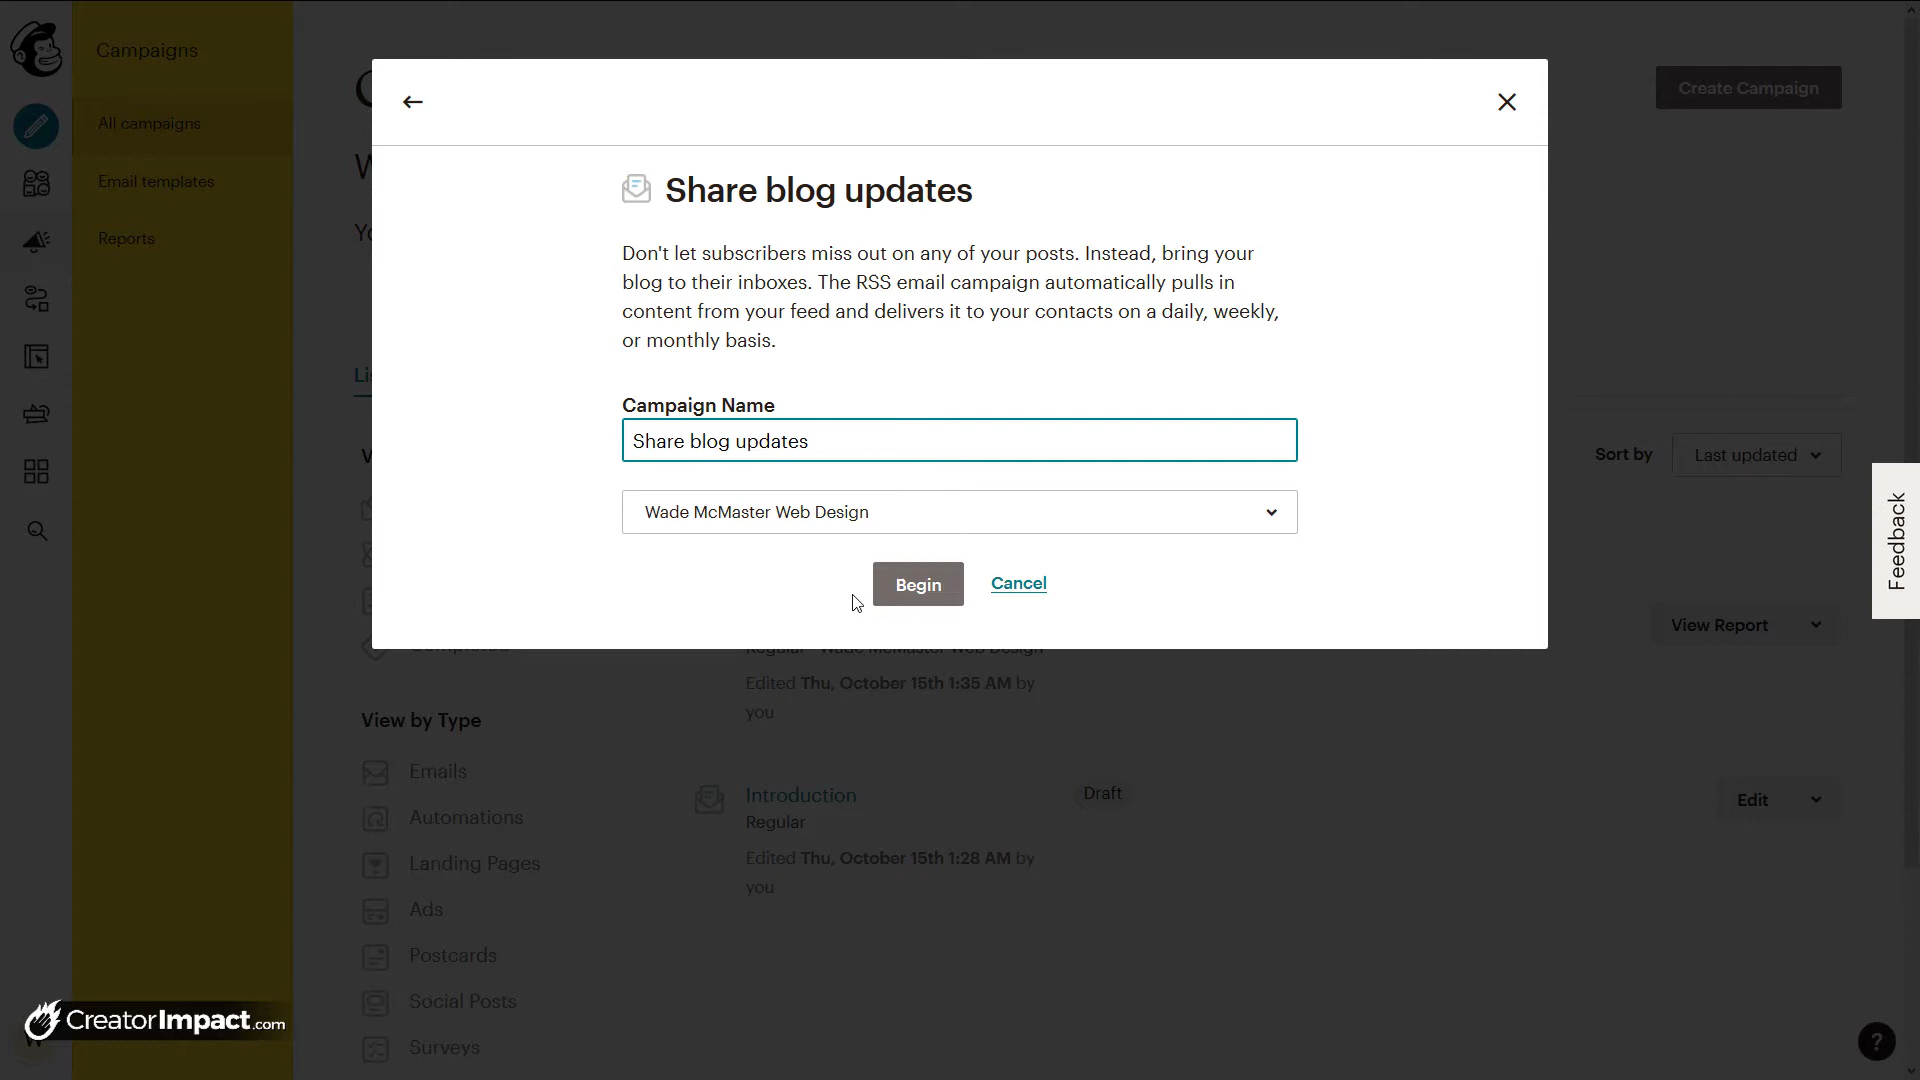 Campaigns
All campaigns
Email templates
Reports
Create Campaign
Share blog updates
Don't let subscribers miss out on any of your posts. Instead, bring your
blog to their inboxes. The RSS email campaign automatically pulls in
content from your feed and delivers it to your contacts on a daily, weekly,
or monthly basis.
Campaign Name
Share blog updates
Wade McMaster Web Design
Begin
Cancel
Sort by
Last updated
Feedback
View Report
Regular - Wade McMaster Web Design
Edited Thu, October 15th 1:35 AM by
you
View by Type
Emails
Automations
Landing Pages
Ads
Postcards
Social Posts
Surveys
Introduction
Draft
Regular
Edited Thu, October 15th 1:28 AM by
you
Edit
CreatorImpact.com
?